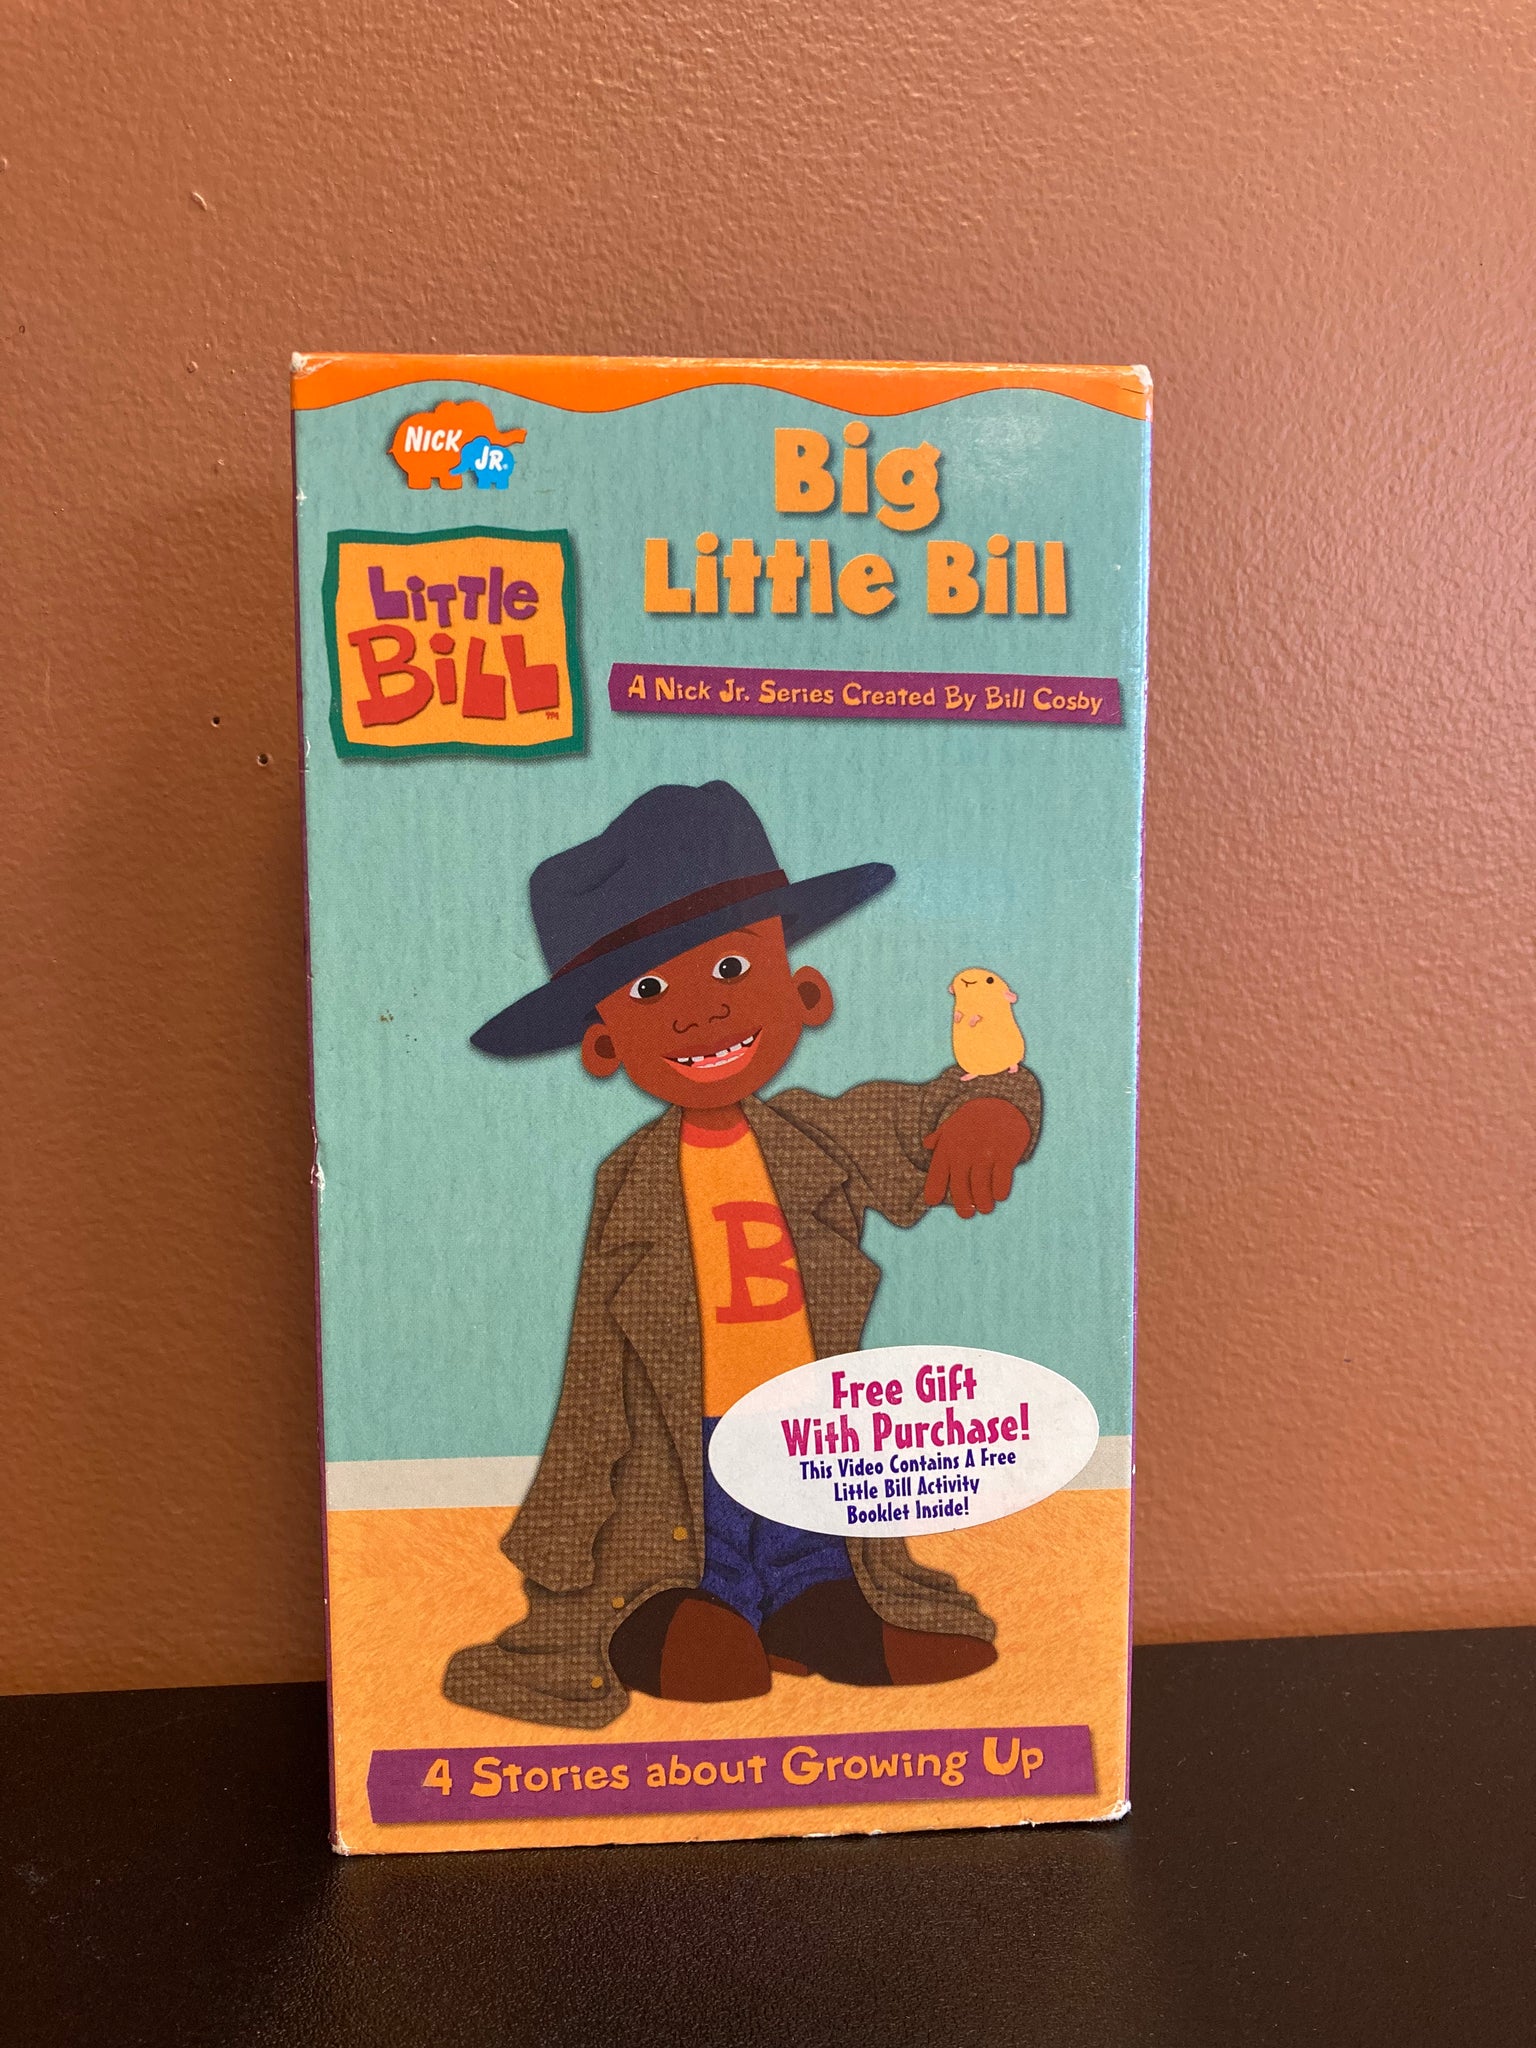 NICK
JR.®
LiTTle
BiLL™
Big
Little Bill
A Nick Jr. Series Created By Bill Cosby
B
Free Gift
With Purchase!
This Video Contains A Free
Little Bill Activity
Booklet Inside!
4 Stories about Growing Up